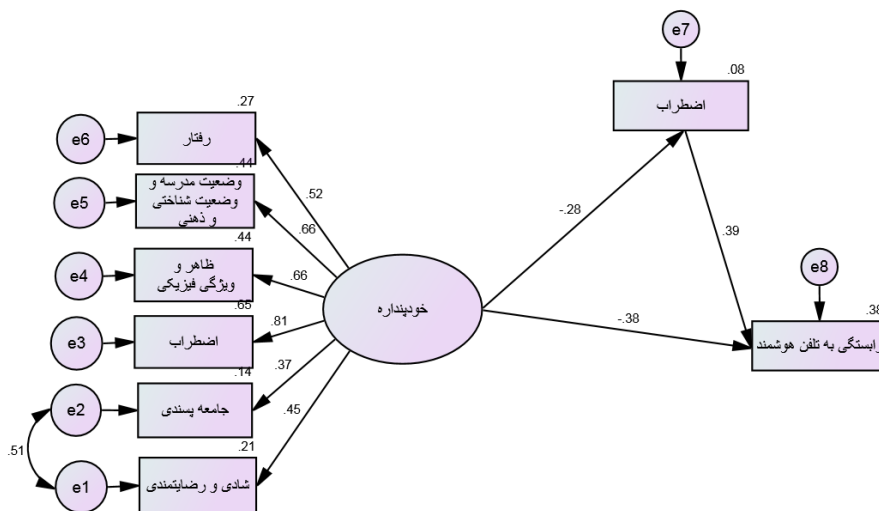 e7
.08
اضطراب
.27
e6
رفتار
.44
e5
وضعیت مدرسه و
وضعیت شناختی
و ذهنی
.52
.66
-.28
.39
.44
e4
ظاهر و
ویژگی فیزیکی
.66
خودپنداره
e8
.65
e3
اضطراب
.81
-.38
.38
وابستگی به تلفن هوشمند
.14
e2
جامعه پسندی
.37
.51
.45
.21
e1
شادی و رضایتمندی